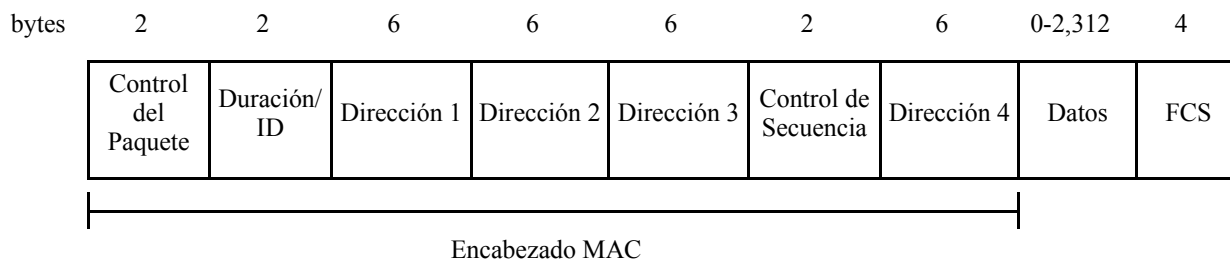 bytes 2 2 6 6 6 2 6 0-2,312 4
Control del Paquete Duración/ ID Dirección 1 Dirección 2 Dirección 3 Control de Secuencia Dirección 4 Datos FCS
Encabezado MAC